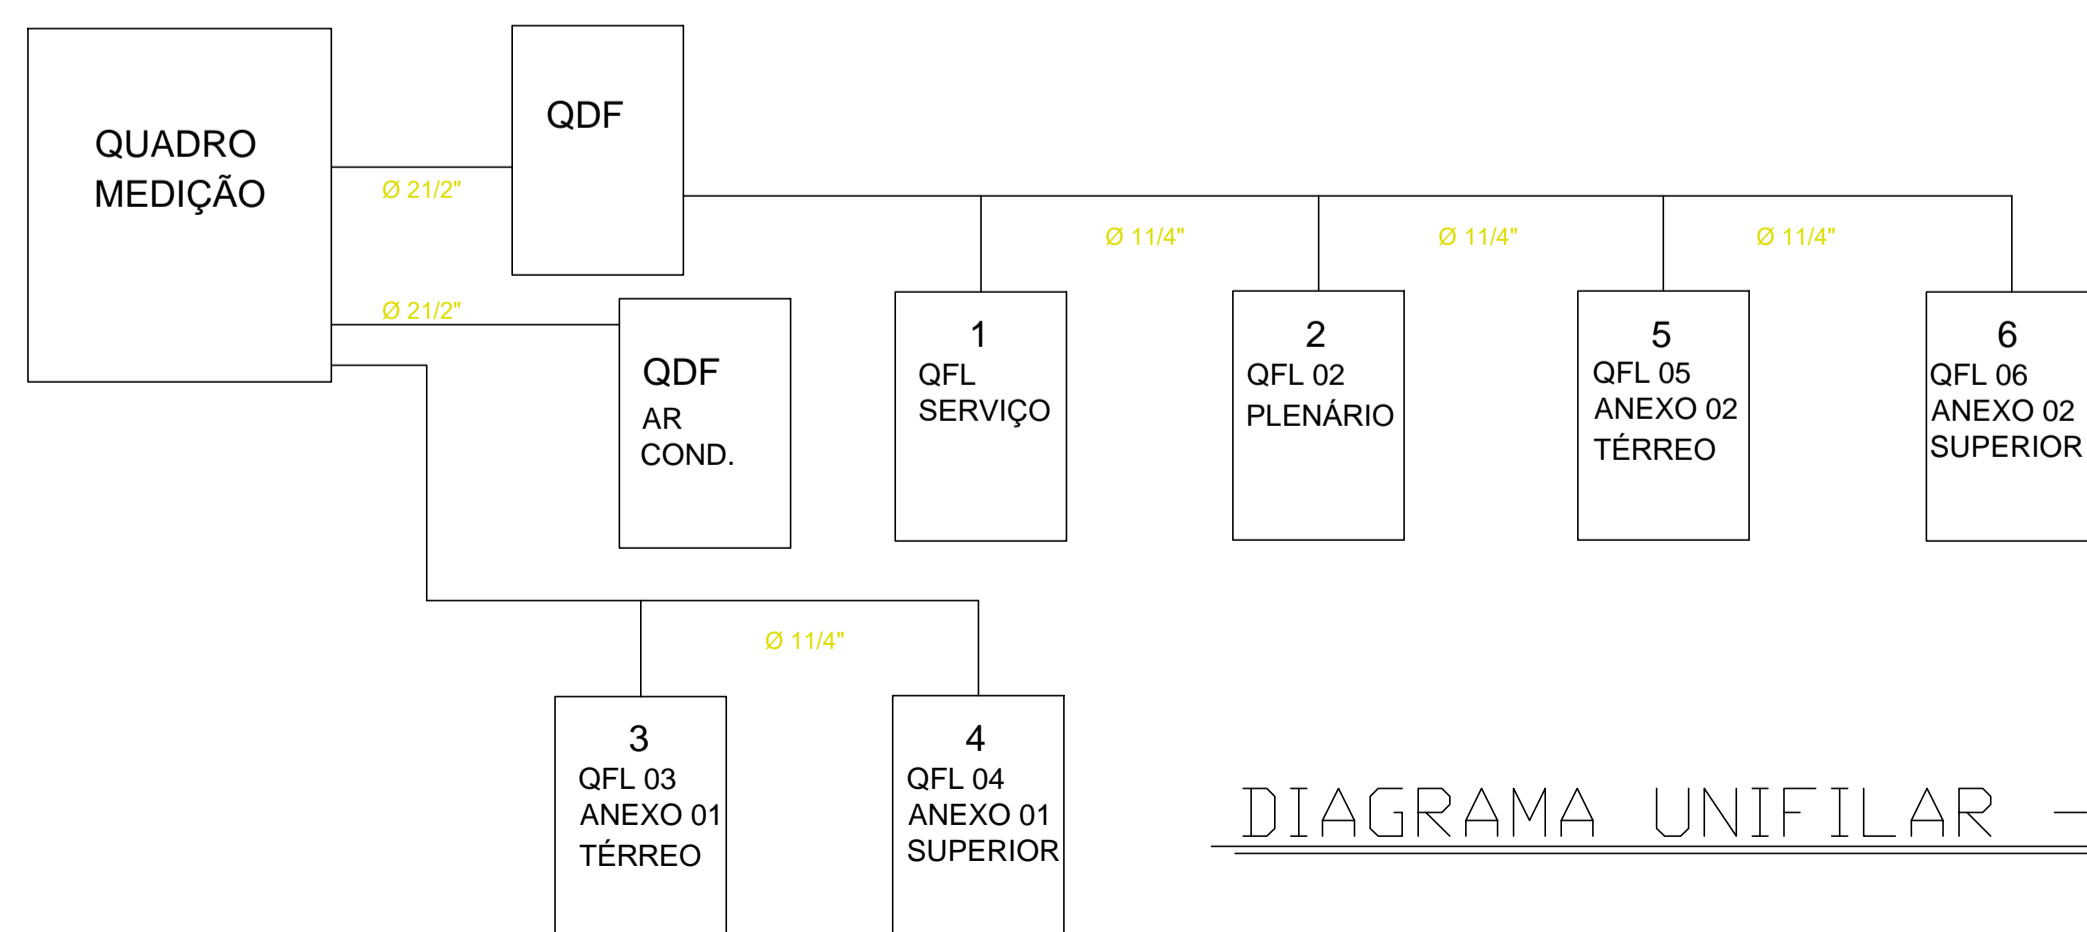 QUADRO
MEDIÇÃO
QDF
Ø 21/2"
Ø 11/4"
Ø 11/4"
Ø 11/4"
Ø 21/2"
QDF
AR
COND.
1
QFL
SERVIÇO
2
QFL 02
PLENÁRIO
5
QFL 05
ANEXO 02
TÉRREO
6
QFL 06
ANEXO 02
SUPERIOR
Ø 11/4"
3
QFL 03
ANEXO 01
TÉRREO
4
QFL 04
ANEXO 01
SUPERIOR
DIAGRAMA UNIFILAR -